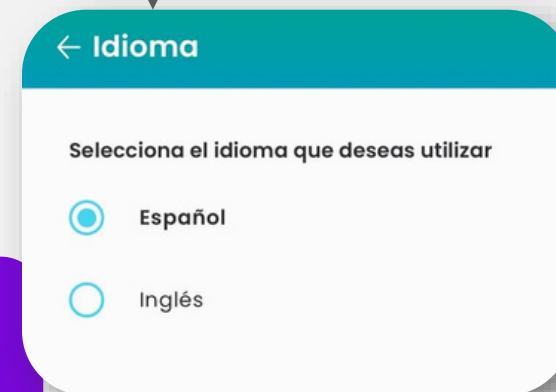 Idioma
Selecciona el idioma que deseas utilizar
Español
Inglés